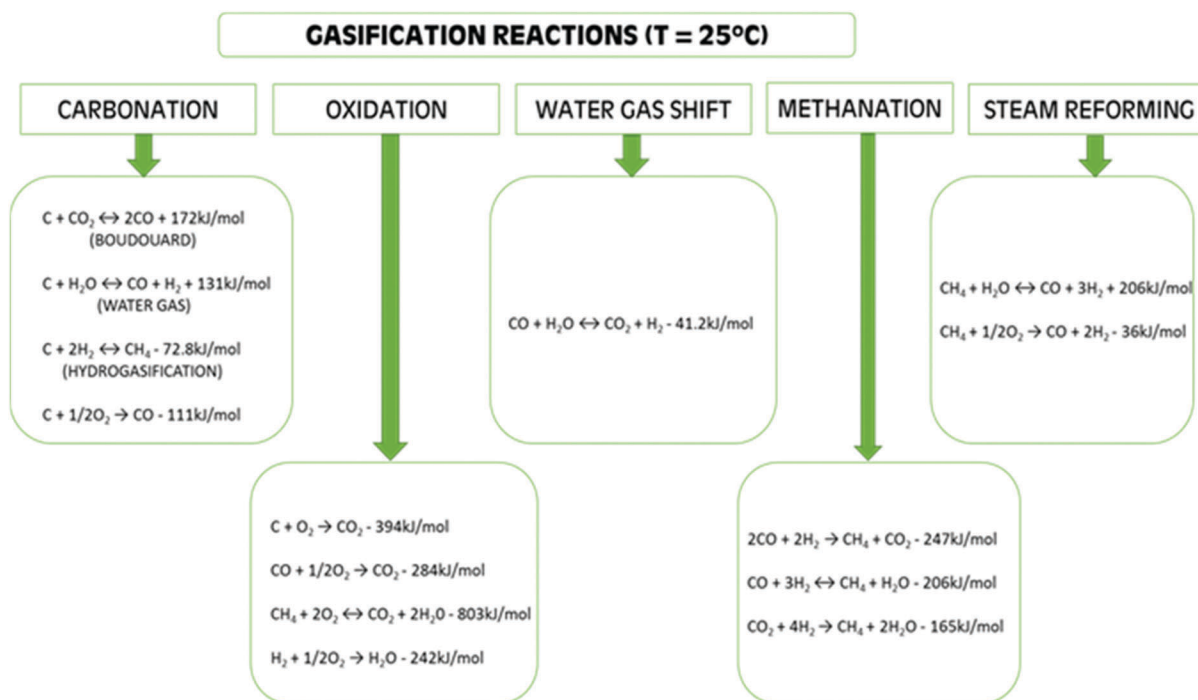 GASIFICATION REACTIONS (T = 25ºC)
CARBONATION
C + CO₂ ↔ 2CO + 172kJ/mol
(BOUDOUARD)
C + H₂O ↔ CO + H₂ + 131kJ/mol
(WATER GAS)
C + 2H₂ ↔ CH₄ - 72.8kJ/mol
(HYDROGASIFICATION)
C + 1/2O₂ → CO - 111kJ/mol
OXIDATION
C + O₂ → CO₂ - 394kJ/mol
CO + 1/2O₂ → CO₂ - 284kJ/mol
CH₄ + 2O₂ ↔ CO₂ + 2H₂0 - 803kJ/mol
H₂ + 1/2O₂ → H₂O - 242kJ/mol
WATER GAS SHIFT
CO + H₂O ↔ CO₂ + H₂ - 41.2kJ/mol
METHANATION
2CO + 2H₂ → CH₄ + CO₂ - 247kJ/mol
CO + 3H₂ ↔ CH₄ + H₂O - 206kJ/mol
CO₂ + 4H₂ → CH₄ + 2H₂O - 165kJ/mol
STEAM REFORMING
CH₄ + H₂O ↔ CO + 3H₂ + 206kJ/mol
CH₄ + 1/2O₂ → CO + 2H₂ - 36kJ/mol